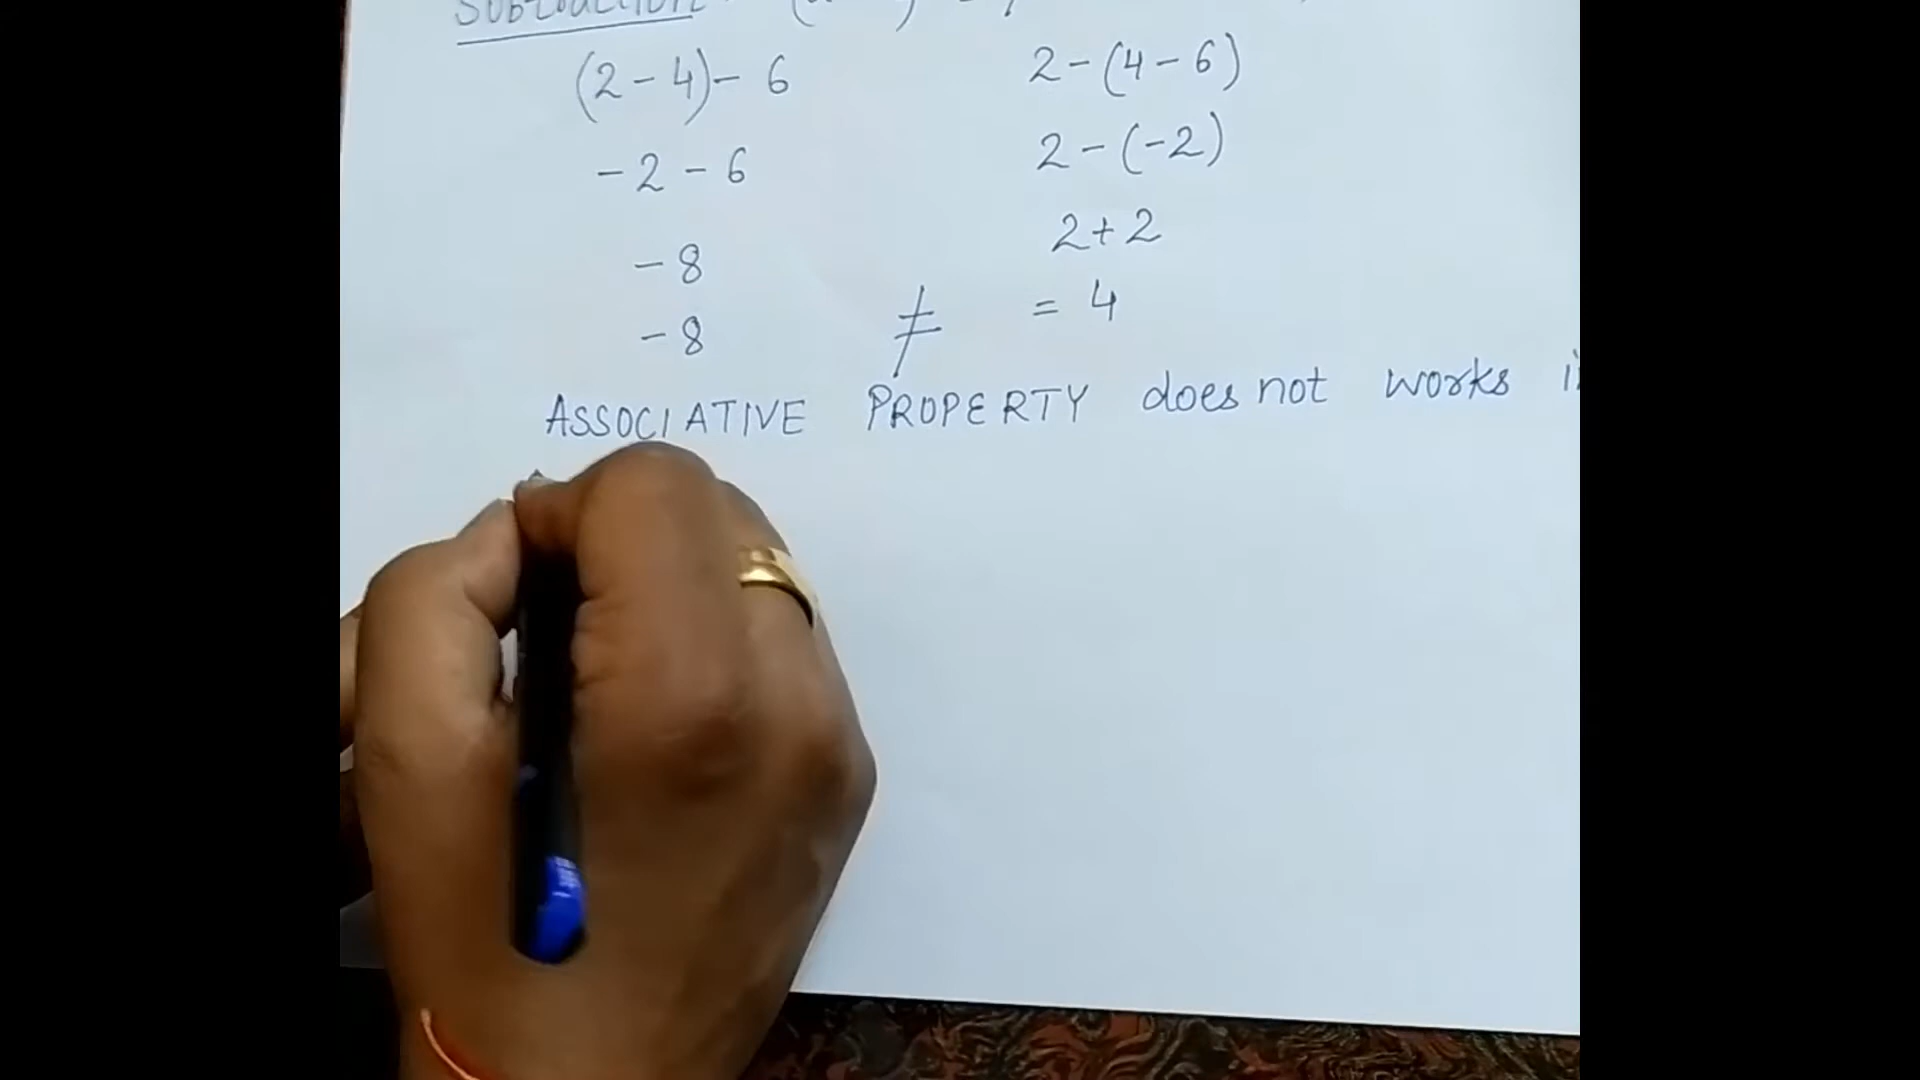 Subtraction
(2 - 4) - 6 2 - (4 - 6)
- 2 - 6 2 - (-2)
2 + 2
- 8
= 4
- 8 ≠
ASSOCIATIVE PROPERTY does not works